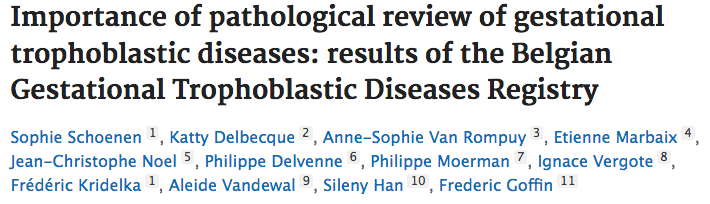 Importance of pathological review of gestational
trophoblastic diseases: results of the Belgian
Gestational Trophoblastic Diseases Registry
Sophie Schoenen 1 , Katty Delbecque 2 , Anne-Sophie Van Rompuy 3 , Etienne Marbaix 4 ,
Jean-Christophe Noel 5 , Philippe Delvenne 6 , Philippe Moerman 7 , Ignace Vergote 8 ,
Frédéric Kridelka 1 , Aleide Vandewal 9 , Sileny Han 10 , Frederic Goffin 11